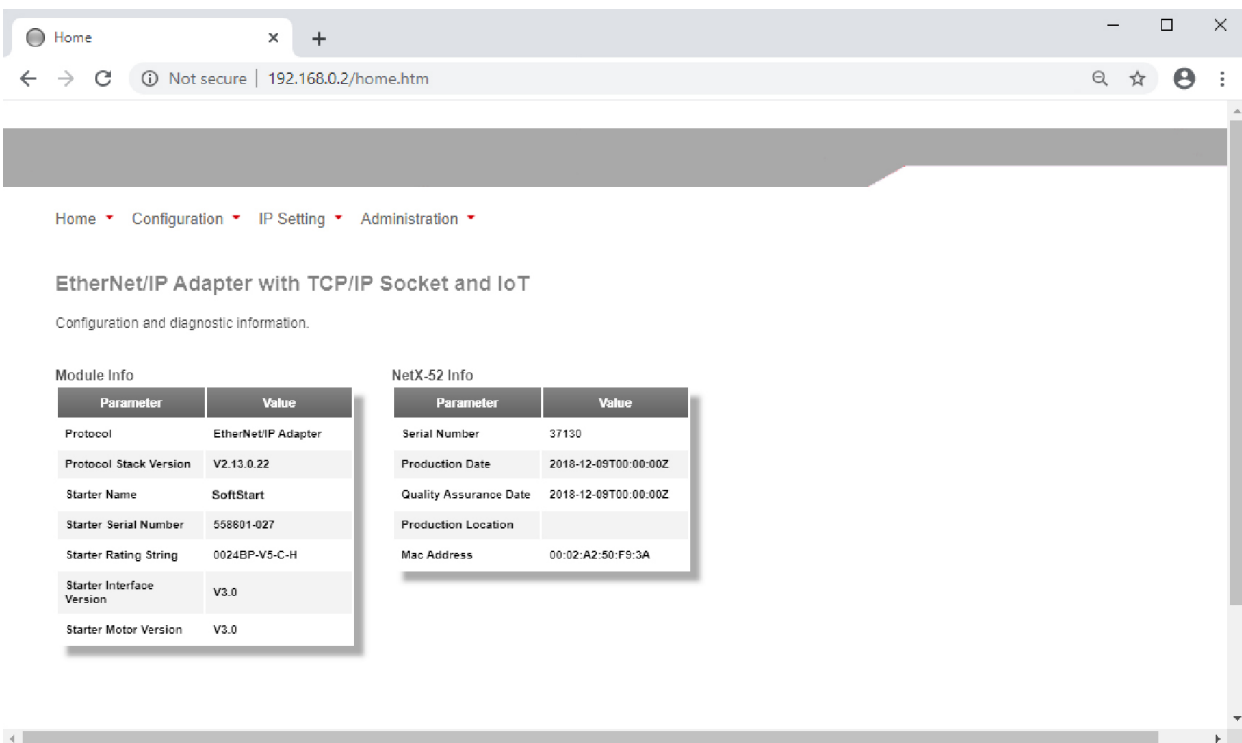 Home
Not secure | 192.168.0.2/home.htm
Home Configuration IP Setting Administration
EtherNet/IP Adapter with TCP/IP Socket and IoT
Configuration and diagnostic information.
Module Info
Parameter Value
Protocol EtherNet/IP Adapter
Protocol Stack Version V2.13.0.22
Starter Name SoftStart
Starter Serial Number 558601-027
Starter Rating String 0024BP-V5-C-H
Starter Interface
Version V3.0
Starter Motor Version V3.0
NetX-52 Info
Parameter Value
Serial Number 37130
Production Date 2018-12-09T00:00:00Z
Quality Assurance Date 2018-12-09T00:00:00Z
Production Location
Mac Address 00:02:A2:50:F9:3A